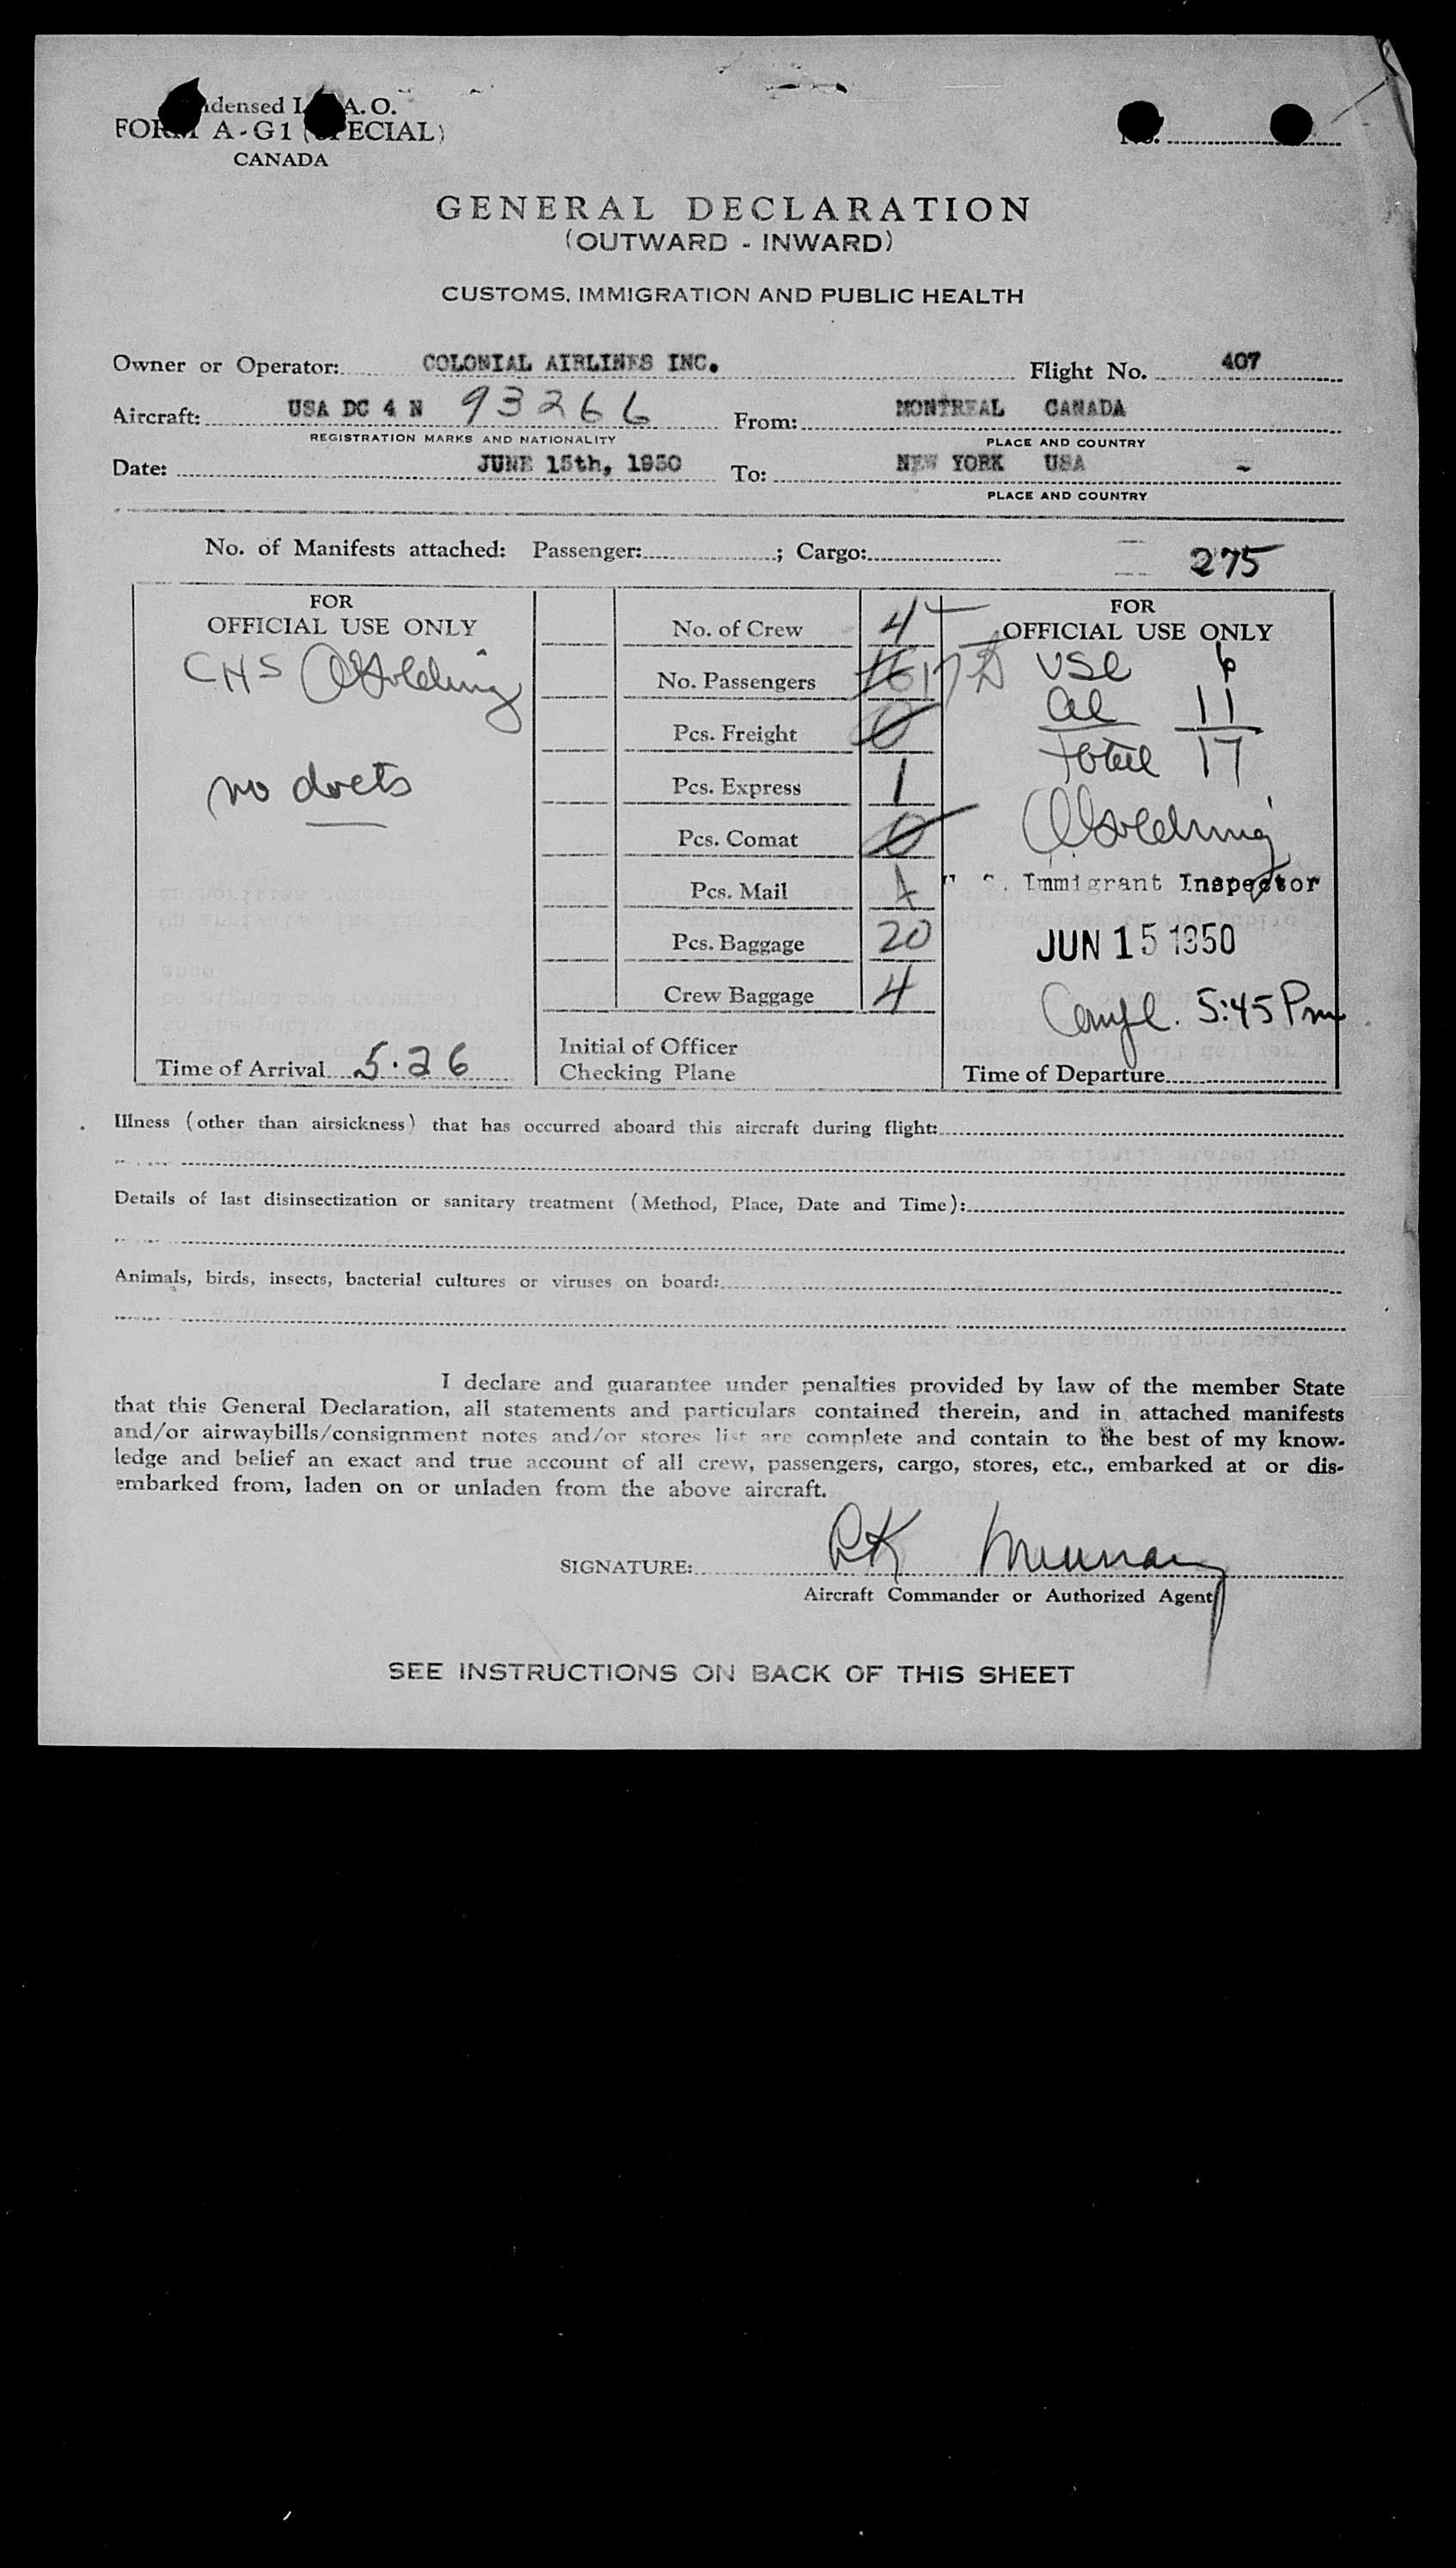 I. A. O.
FORM A-G1 (SPECIAL)
CANADA
No.
GENERAL DECLARATION
(OUTWARD - INWARD)
CUSTOMS, IMMIGRATION AND PUBLIC HEALTH
Owner or Operator: COLONIAL AIRLINES INC. Flight No. 407
Aircraft: USA DC 4 N 93266 From: MONTREAL CANADA
REGISTRATION MARKS AND NATIONALITY PLACE AND COUNTRY
Date: JUNE 15th, 1950 To: NEW YORK USA
PLACE AND COUNTRY
No. of Manifests attached: Passenger: ; Cargo: 275
FOR
OFFICIAL USE ONLY
CHS
no
Time of Arrival 5.26
No. of Crew 4
No. Passengers 16 17
Pcs. Freight 0
Pcs. Express 1
Pcs. Comat 0
Pcs. Mail
Pcs. Baggage 20
Crew Baggage 4
Initial of Officer
Checking Plane
FOR
OFFICIAL USE ONLY
USC 6
al 11
total 17
Immigrant Inspector
JUN 15 1950
Compl. 5:45 Pm
Time of Departure
Illness (other than airsickness) that has occurred aboard this aircraft during flight:
Details of last disinsectization or sanitary treatment (Method, Place, Date and Time):
Animals, birds, insects, bacterial cultures or viruses on board:
I declare and guarantee under penalties provided by law of the member State
that this General Declaration, all statements and particulars contained therein, and in attached manifests
and/or airwaybills/consignment notes and/or stores list are complete and contain to the best of my know-
ledge and belief an exact and true account of all crew, passengers, cargo, stores, etc., embarked at or dis-
embarked from, laden on or unladen from the above aircraft.
SIGNATURE: RK Murray
Aircraft Commander or Authorized Agent
SEE INSTRUCTIONS ON BACK OF THIS SHEET